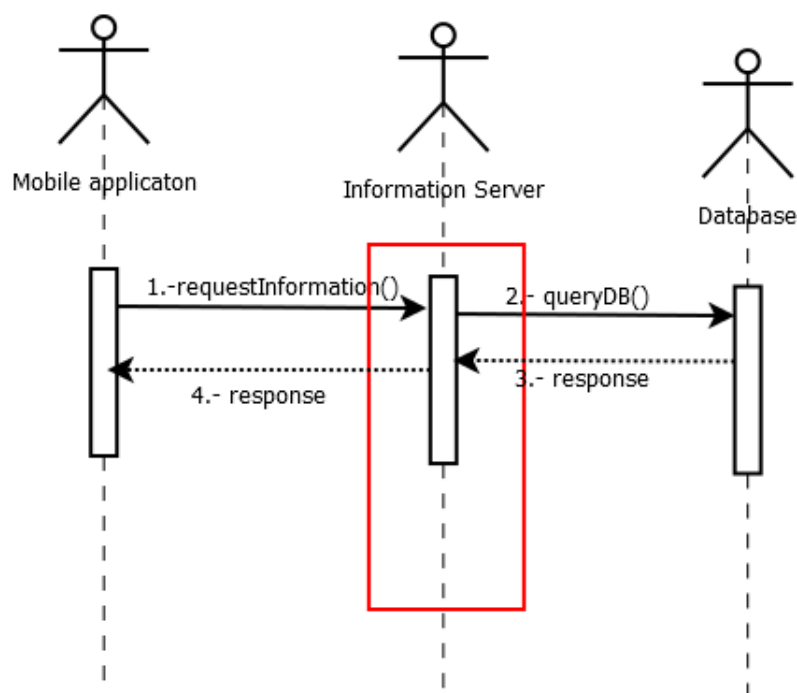 Mobile applicaton
Information Server
Database
1.-requestInformation()
2.- queryDB()
3.- response
4.- response